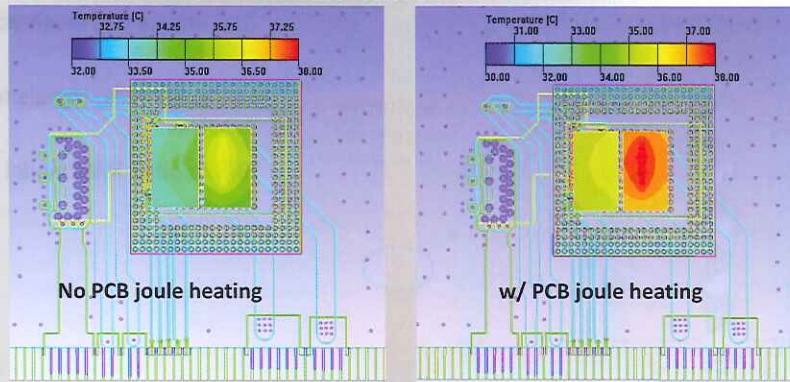 Temperature [C]
32.75 34.25 35.75 37.25
32.00 33.50 35.00 36.50 38.00
No PCB joule heating
Temperature [C]
31.00 33.00 35.00 37.00
30.00 32.00 34.00 36.00 38.00
w/ PCB joule heating